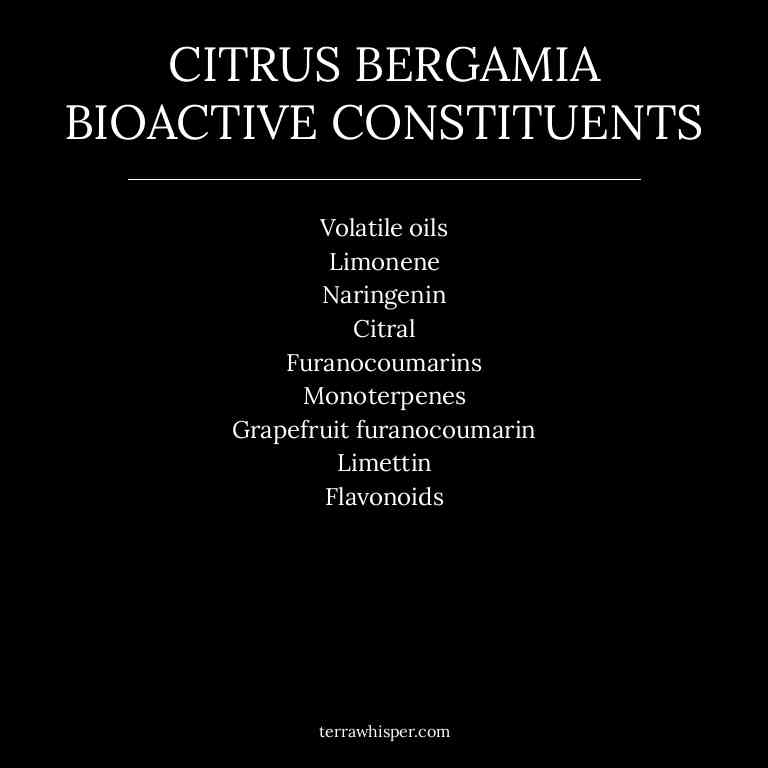 CITRUS BERGAMIA
BIOACTIVE CONSTITUENTS
Volatile oils
Limonene
Naringenin
Citral
Furanocoumarins
Monoterpenes
Grapefruit furanocoumarin
Limettin
Flavonoids
terrawhisper.com